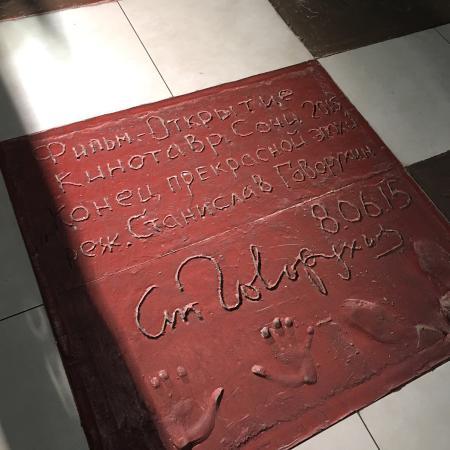 Фильм-Открытие
Кинотавр. Сочи. 2015
"Конец прекрасной эпохи"
реж. Станислав Говорухин
8.06.15
Ст. Говорухин